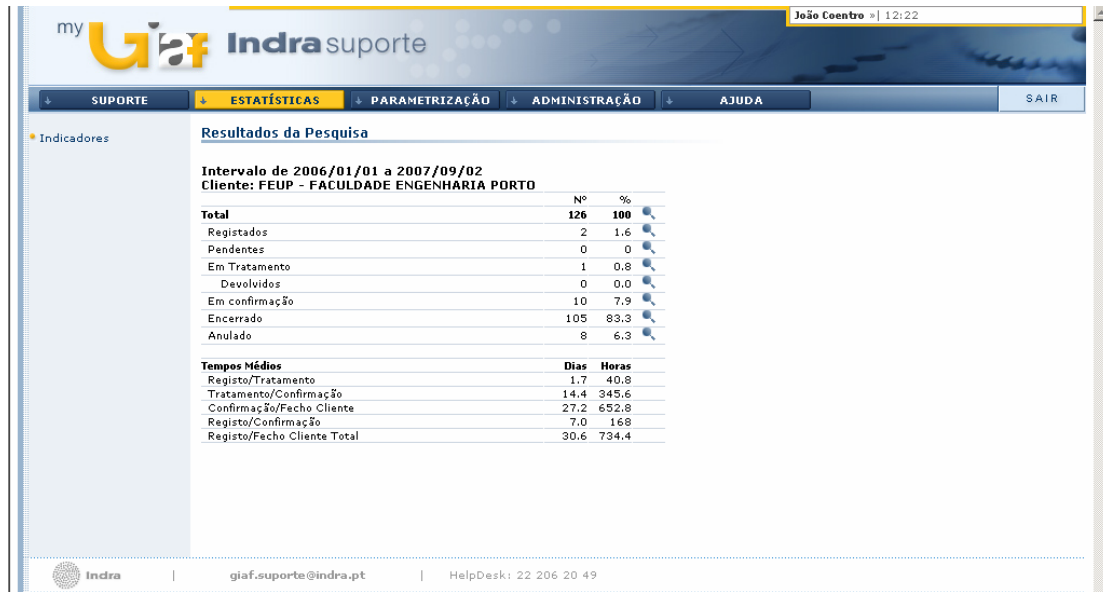 João Coentro »| 12:22
my Giaf Indra suporte
SUPORTE ESTATÍSTICAS PARAMETRIZAÇÃO ADMINISTRAÇÃO AJUDA SAIR
Indicadores
Resultados da Pesquisa
Intervalo de 2006/01/01 a 2007/09/02
Cliente: FEUP - FACULDADE ENGENHARIA PORTO
Nº %
Total 126 100
Registados 2 1.6
Pendentes 0 0
Em Tratamento 1 0.8
Devolvidos 0 0.0
Em confirmação 10 7.9
Encerrado 105 83.3
Anulado 8 6.3
Tempos Médios Dias Horas
Registo/Tratamento 1.7 40.8
Tratamento/Confirmação 14.4 345.6
Confirmação/Fecho Cliente 27.2 652.8
Registo/Confirmação 7.0 168
Registo/Fecho Cliente Total 30.6 734.4
Indra | giaf.suporte@indra.pt | HelpDesk: 22 206 20 49